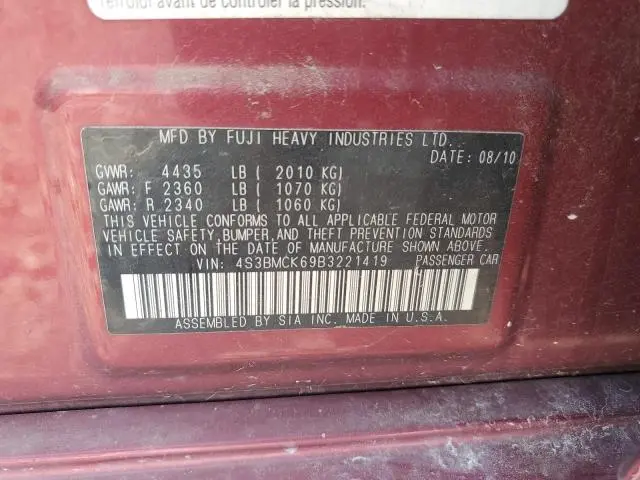 refroidi avant de contrôler la pression.
MFD BY FUJI HEAVY INDUSTRIES LTD.
DATE: 08/10
GVWR: 4435 LB ( 2010 KG)
GAWR: F 2360 LB ( 1070 KG)
GAWR: R 2340 LB ( 1060 KG)
THIS VEHICLE CONFORMS TO ALL APPLICABLE FEDERAL MOTOR
VEHICLE SAFETY, BUMPER, AND THEFT PREVENTION STANDARDS
IN EFFECT ON THE DATE OF MANUFACTURE SHOWN ABOVE.
VIN: 4S3BMCK69B3221419 PASSENGER CAR
ASSEMBLED BY SIA INC. MADE IN U.S.A.